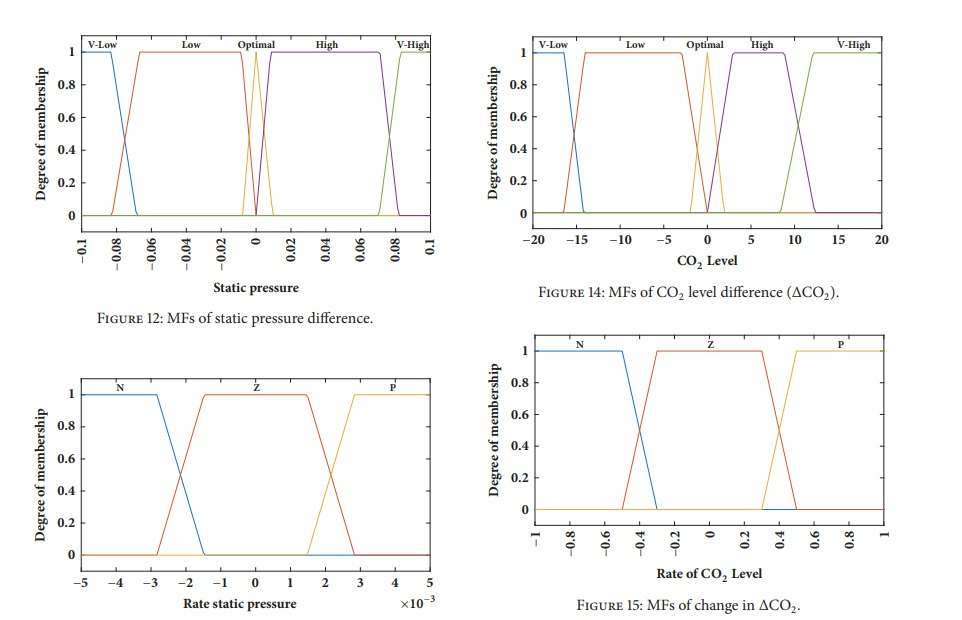 V-Low Low Optimal High V-High
1
0.8
0.6
0.4
0.2
0
Degree of membership
−0.1 −0.08 −0.06 −0.04 −0.02 0 0.02 0.04 0.06 0.08 0.1
Static pressure
FIGURE 12: MFs of static pressure difference.
V-Low Low Optimal High V-High
1
0.8
0.6
0.4
0.2
0
Degree of membership
−20 −15 −10 −5 0 5 10 15 20
CO₂ Level
FIGURE 14: MFs of CO₂ level difference (ΔCO₂).
N Z P
1
0.8
0.6
0.4
0.2
0
Degree of membership
−5 −4 −3 −2 −1 0 1 2 3 4 5
Rate static pressure ×10⁻³
N Z P
1
0.8
0.6
0.4
0.2
0
Degree of membership
−1 −0.8 −0.6 −0.4 −0.2 0 0.2 0.4 0.6 0.8 1
Rate of CO₂ Level
FIGURE 15: MFs of change in ΔCO₂.